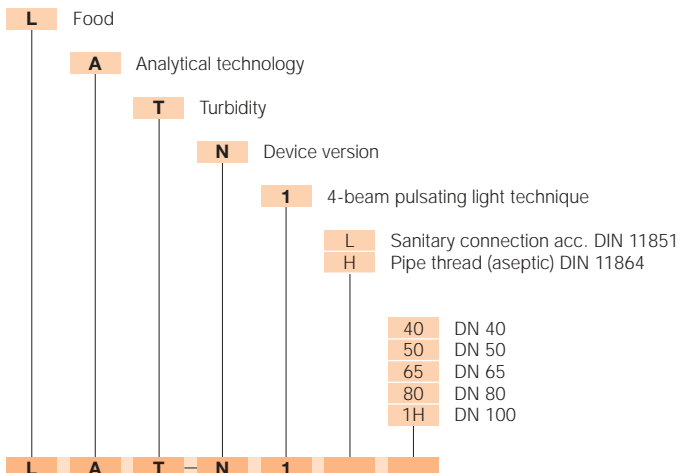 L Food
A Analytical technology
T Turbidity
N Device version
1 4-beam pulsating light technique
L Sanitary connection acc. DIN 11851
H Pipe thread (aseptic) DIN 11864
40 DN 40
50 DN 50
65 DN 65
80 DN 80
1H DN 100
L A T – N 1